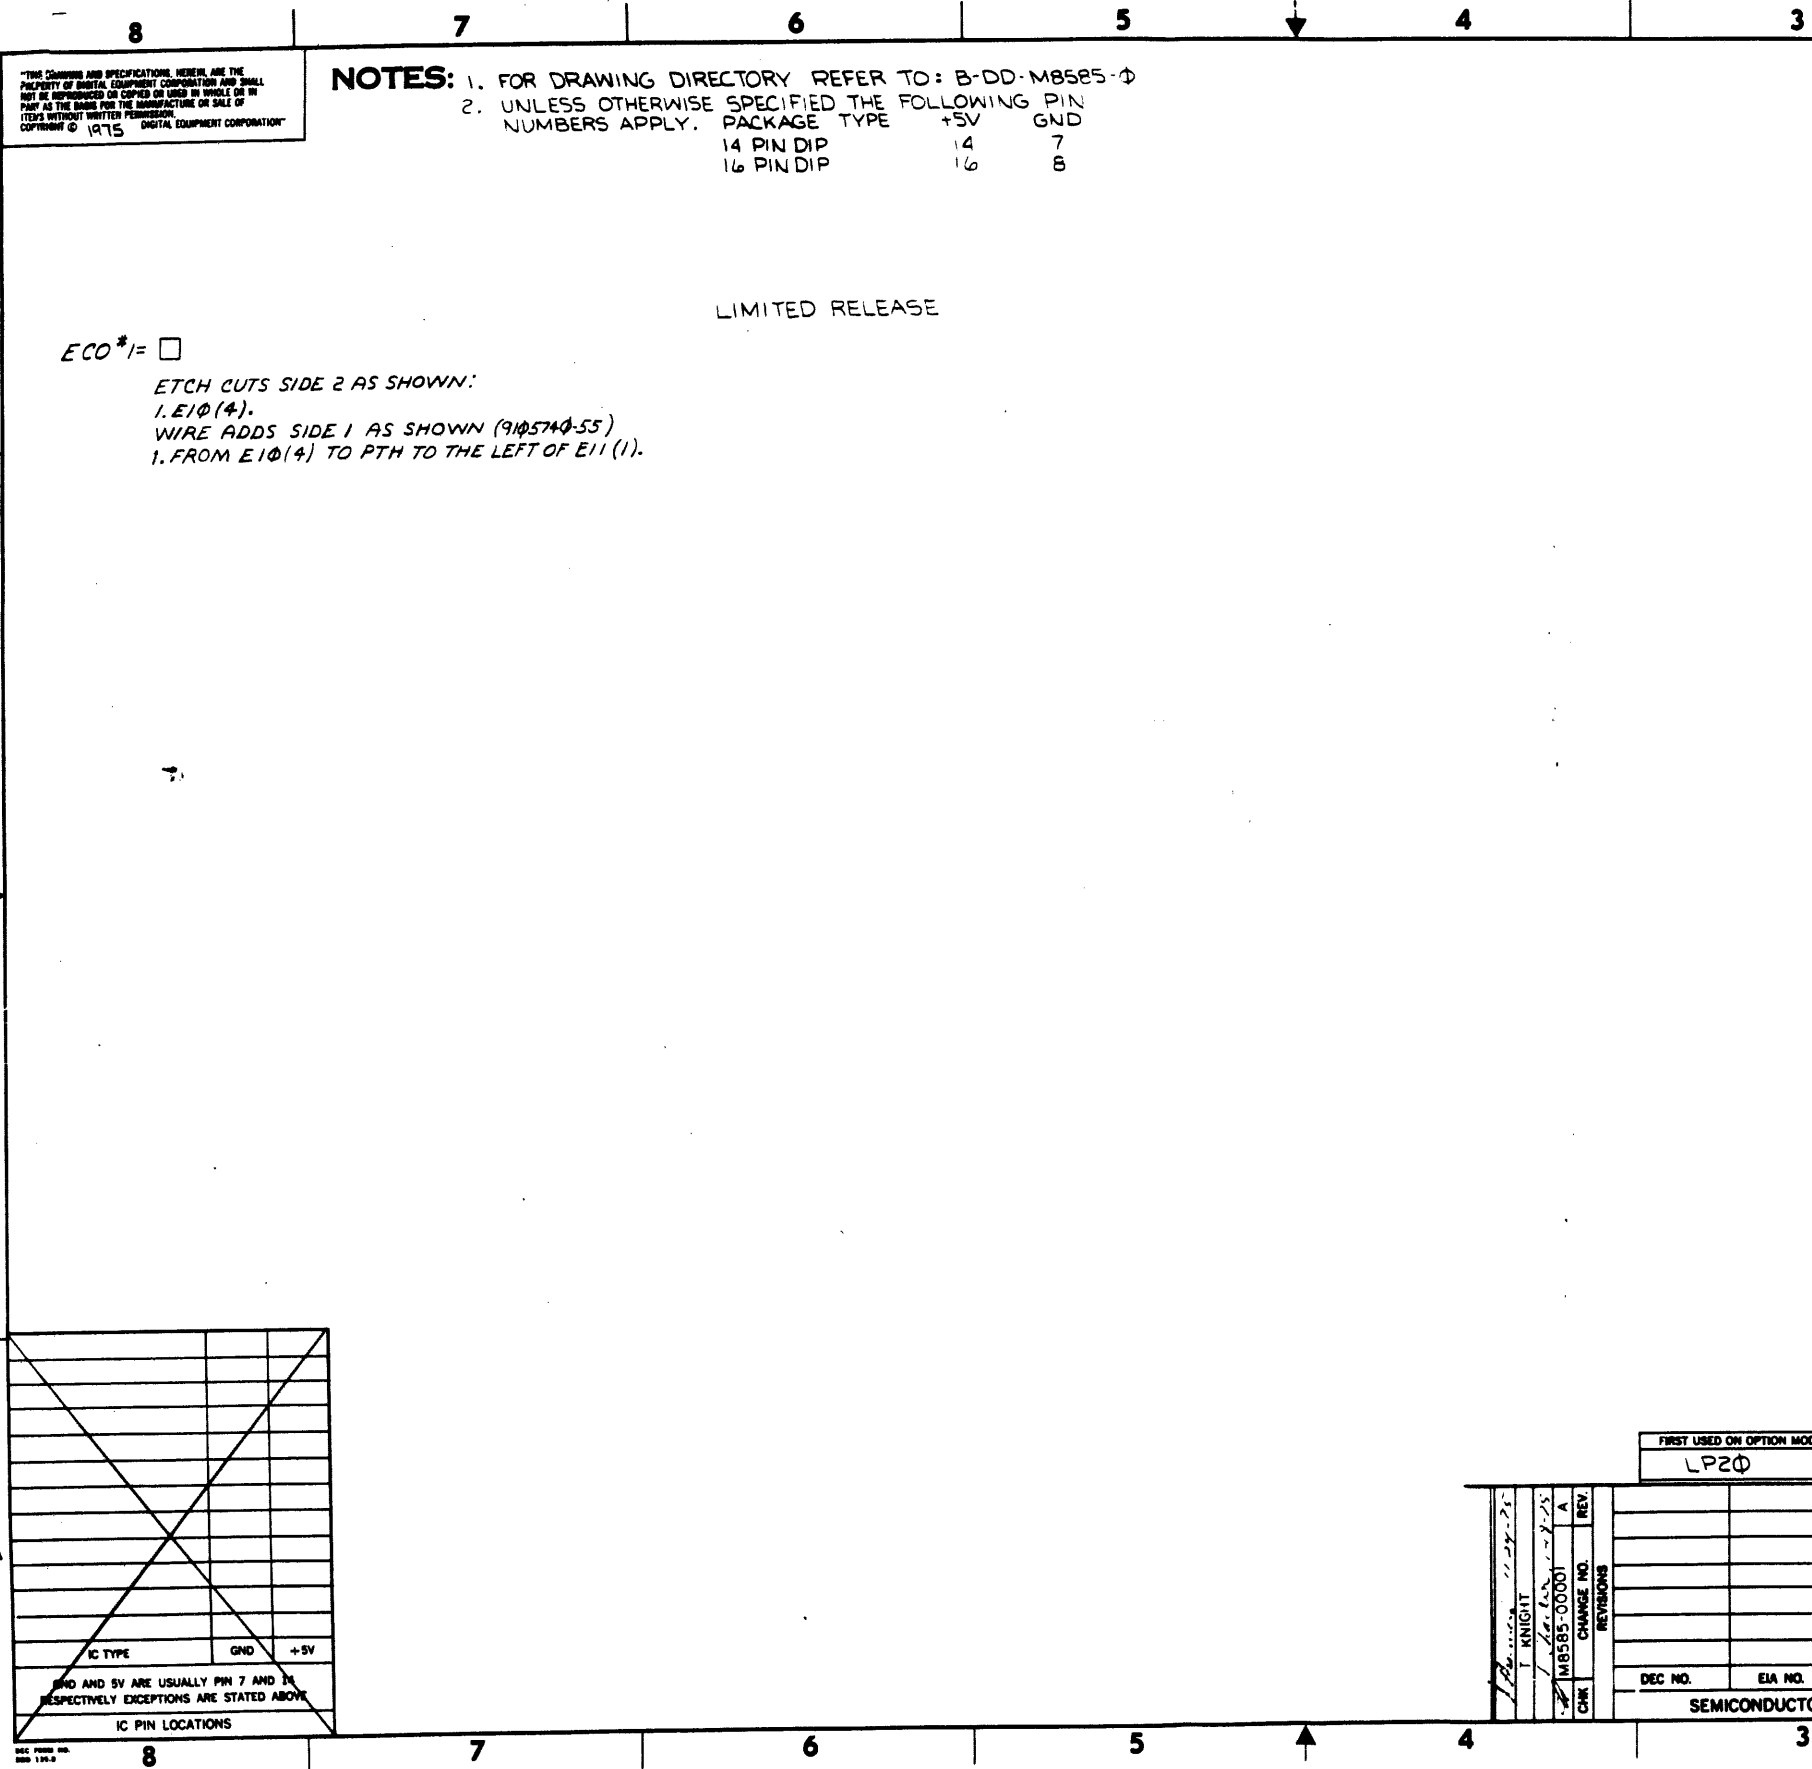 8 7 6 5 4 3
"THIS DRAWING AND SPECIFICATIONS, HEREIN, ARE THE
PROPERTY OF DIGITAL EQUIPMENT CORPORATION AND SHALL
NOT BE REPRODUCED OR COPIED OR USED IN WHOLE OR IN
PART AS THE BASIS FOR THE MANUFACTURE OR SALE OF
ITEMS WITHOUT WRITTEN PERMISSION.
COPYRIGHT © 1975 DIGITAL EQUIPMENT CORPORATION"
NOTES: 1. FOR DRAWING DIRECTORY REFER TO: B-DD-M8585-Φ
2. UNLESS OTHERWISE SPECIFIED THE FOLLOWING PIN
NUMBERS APPLY. PACKAGE TYPE +5V GND
14 PIN DIP 14 7
16 PIN DIP 16 8
LIMITED RELEASE
ECO #1= □
ETCH CUTS SIDE 2 AS SHOWN:
1. E1Φ(4).
WIRE ADDS SIDE 1 AS SHOWN (91Φ574Φ-55)
1. FROM E1Φ(4) TO PTH TO THE LEFT OF E11(1).
IC TYPE GND +5V
GND AND 5V ARE USUALLY PIN 7 AND 14
RESPECTIVELY EXCEPTIONS ARE STATED ABOVE
IC PIN LOCATIONS
FIRST USED ON OPTION MOD
LP2Φ
T KNIGHT
M8585-00001 A
CHK CHANGE NO. REV.
REVISIONS
DEC NO. EIA NO.
SEMICONDUCTO
DEC FORM NO.
8 7 6 5 4 3